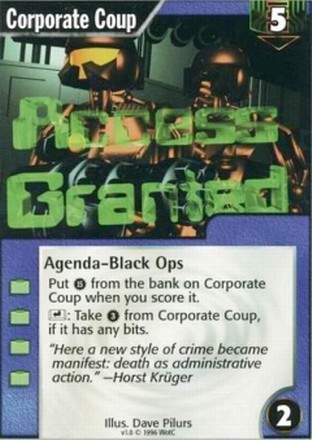 Corporate Coup
5
Access
Granted
Agenda–Black Ops
Put 15 from the bank on Corporate
Coup when you score it.
: Take 3 from Corporate Coup,
if it has any bits.
"Here a new style of crime became
manifest: death as administrative
action." –Horst Krüger
Illus. Dave Pilurs
v1.0 © 1996 WotC
2